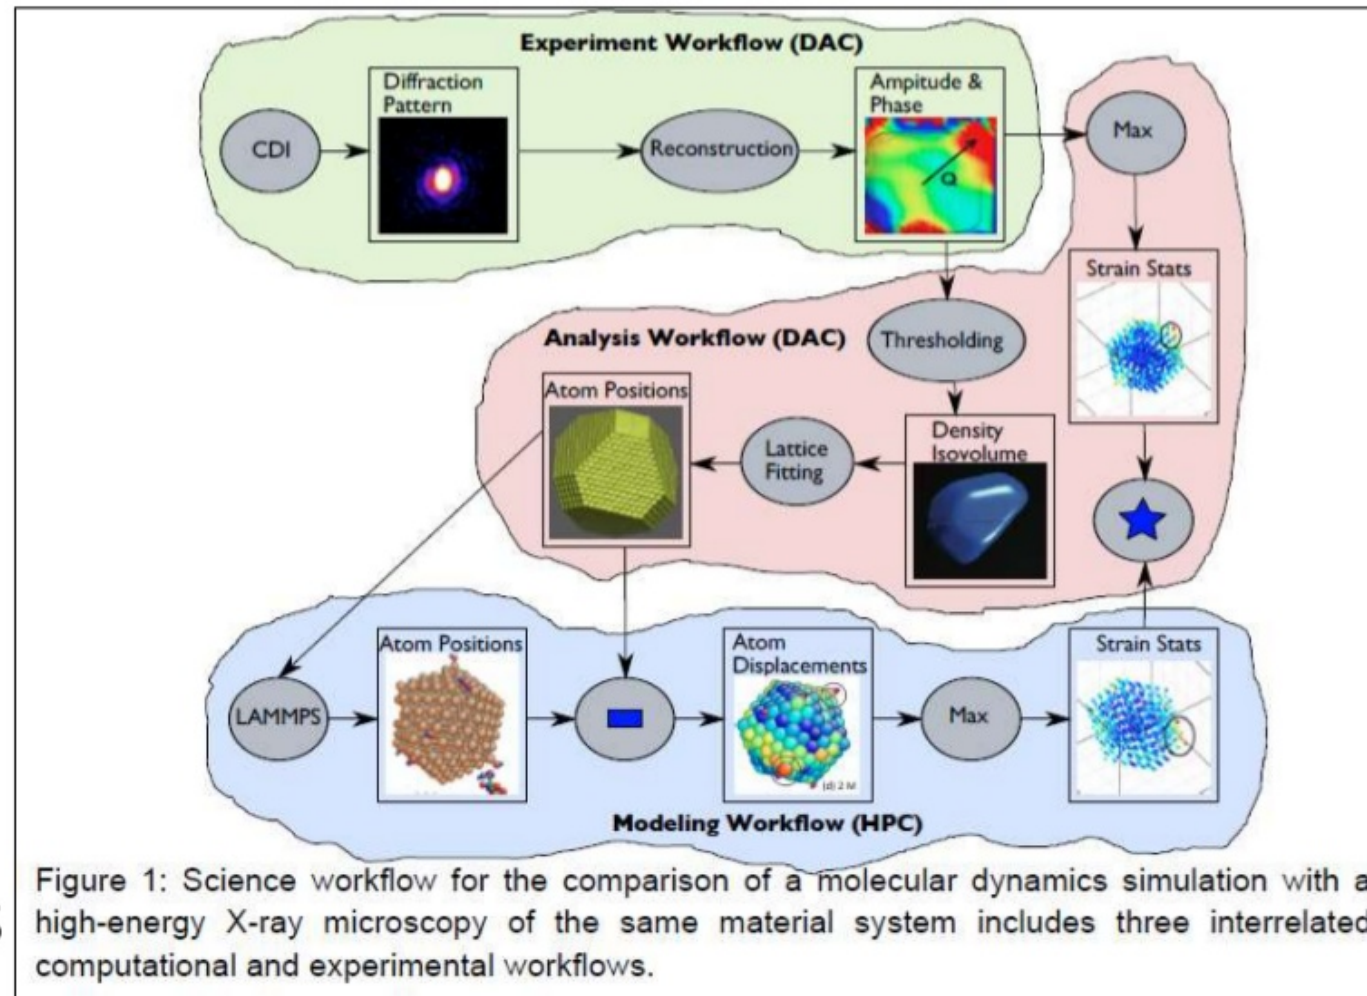 Experiment Workflow (DAC)
Diffraction
Pattern
Ampitude &
Phase
CDI
Reconstruction
Q
Max
Strain Stats
Analysis Workflow (DAC)
Thresholding
Atom Positions
Lattice
Fitting
Density
Isovolume
Atom Positions
Atom
Displacements
Strain Stats
LAMMPS
Max
(d) 2 M
Modeling Workflow (HPC)
Figure 1: Science workflow for the comparison of a molecular dynamics simulation with a
high-energy X-ray microscopy of the same material system includes three interrelated
computational and experimental workflows.